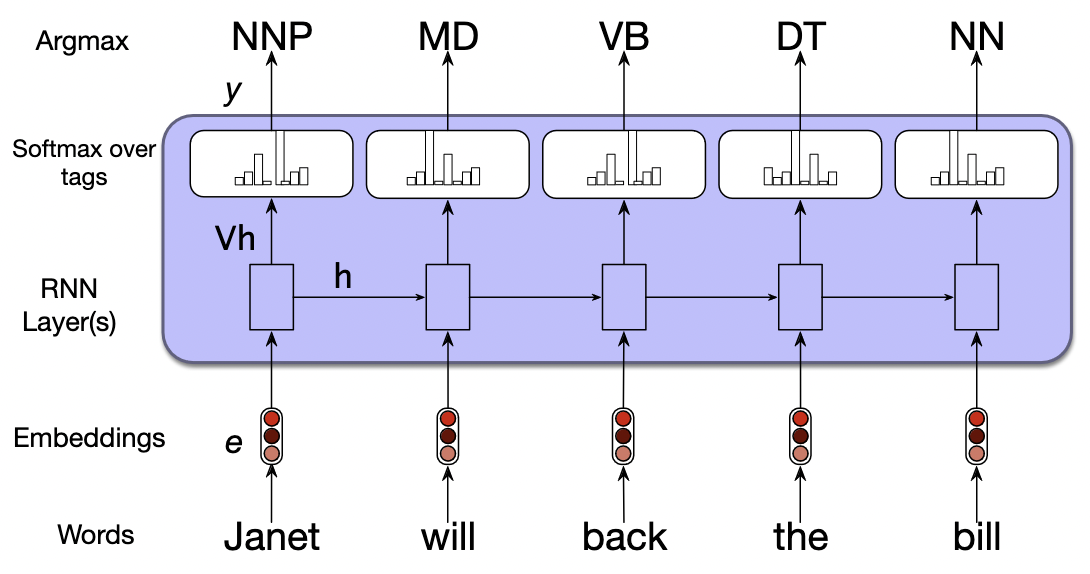 Argmax NNP MD VB DT NN
y
Softmax over
tags
Vh
h
RNN
Layer(s)
Embeddings e
Words Janet will back the bill